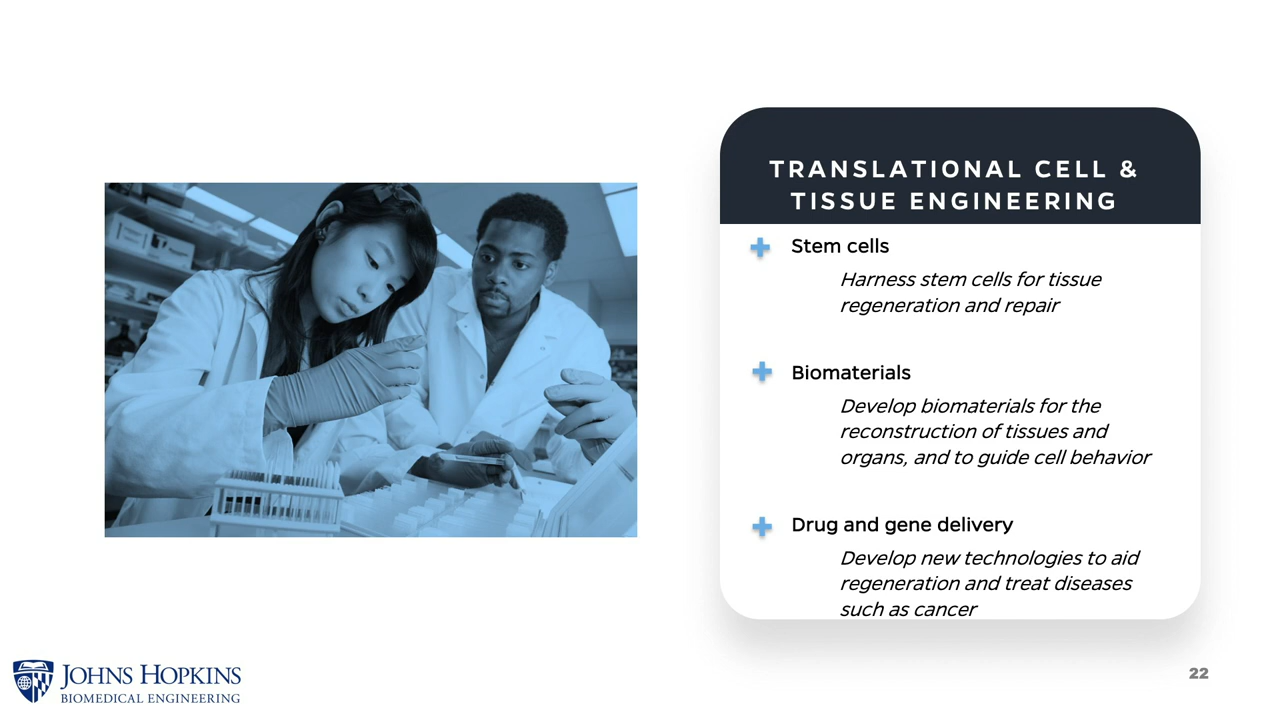 TRANSLATIONAL CELL &
TISSUE ENGINEERING
Stem cells
Harness stem cells for tissue
regeneration and repair
Biomaterials
Develop biomaterials for the
reconstruction of tissues and
organs, and to guide cell behavior
Drug and gene delivery
Develop new technologies to aid
regeneration and treat diseases
such as cancer
JOHNS HOPKINS
BIOMEDICAL ENGINEERING
22